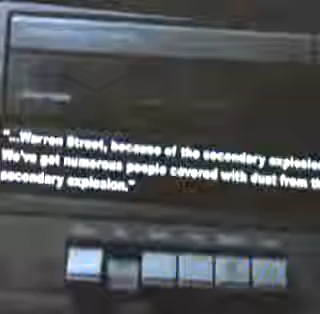 "...Warren Street, because of the secondary explosion
We've got numerous people covered with dust from the
secondary explosion."